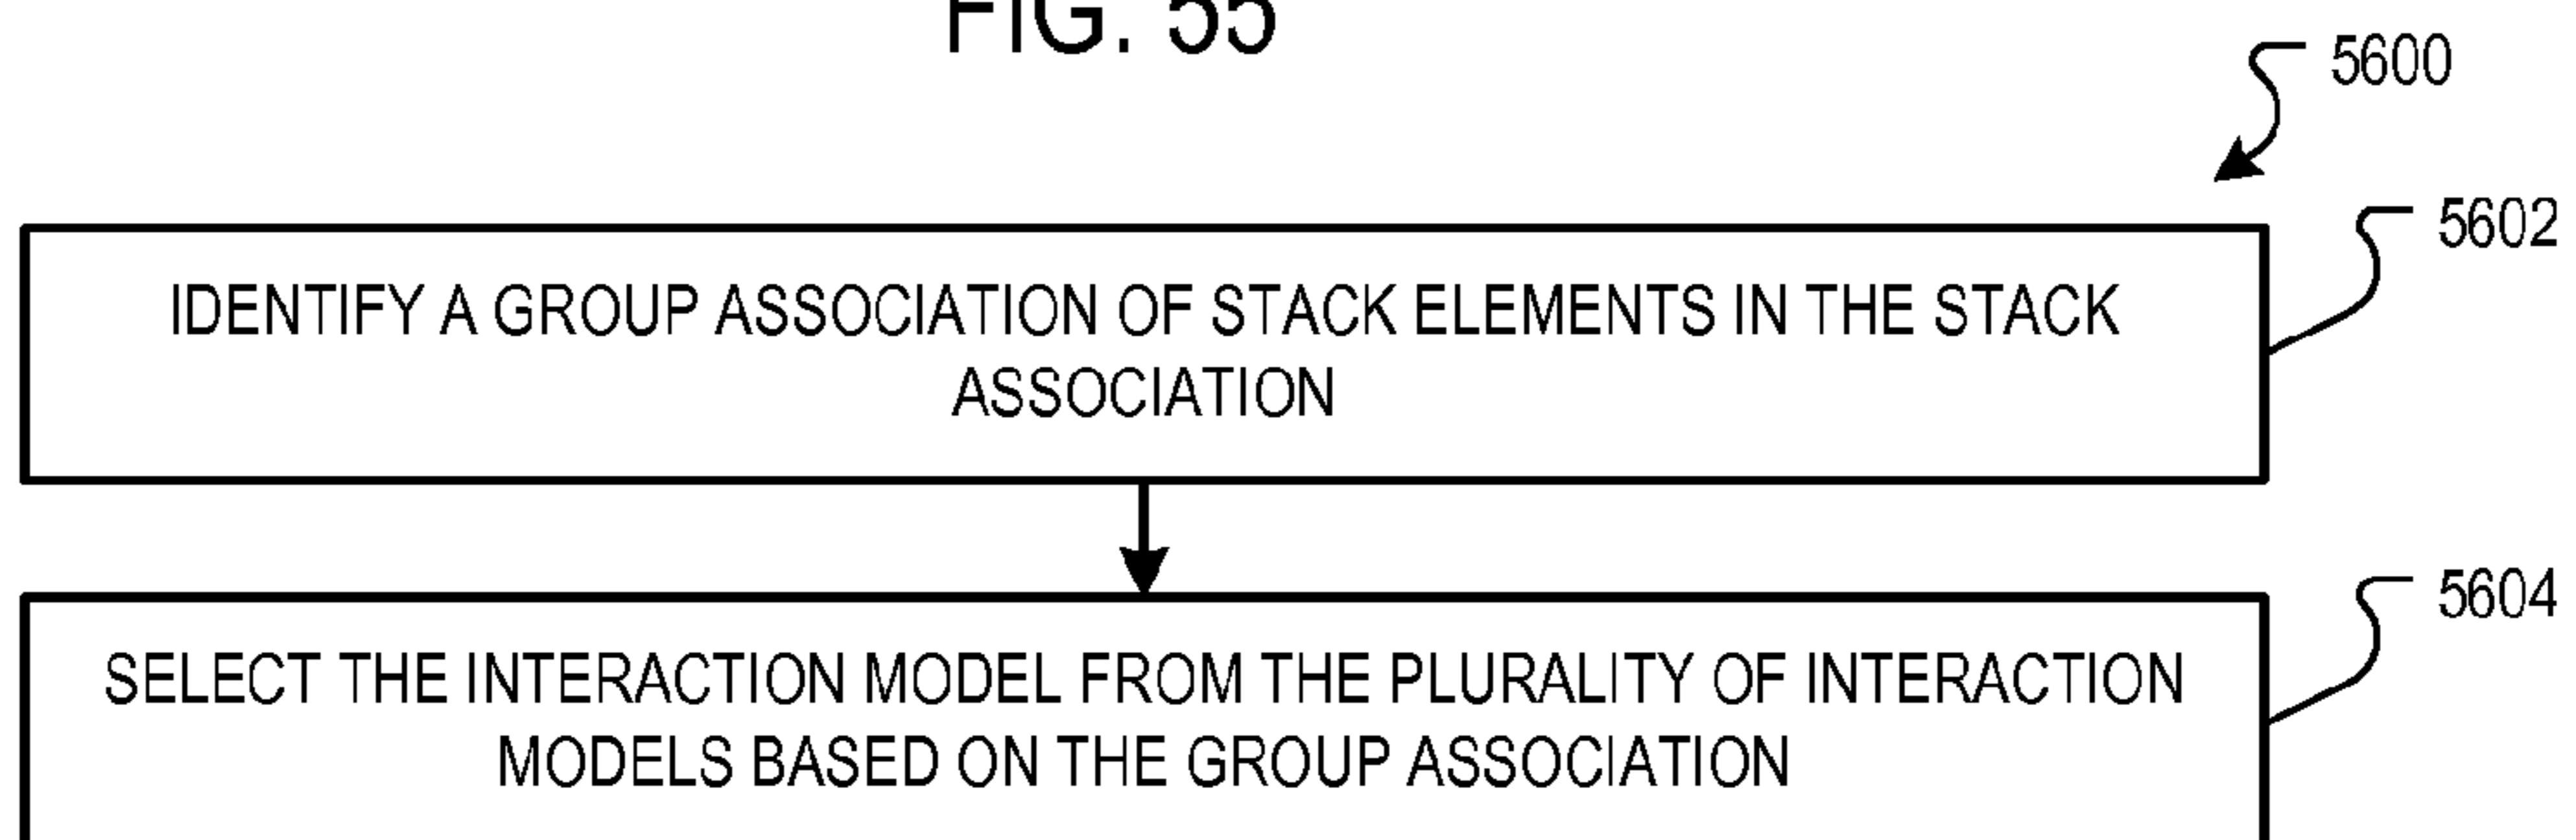 FIG. 55
5600
5602
IDENTIFY A GROUP ASSOCIATION OF STACK ELEMENTS IN THE STACK
ASSOCIATION
5604
SELECT THE INTERACTION MODEL FROM THE PLURALITY OF INTERACTION
MODELS BASED ON THE GROUP ASSOCIATION